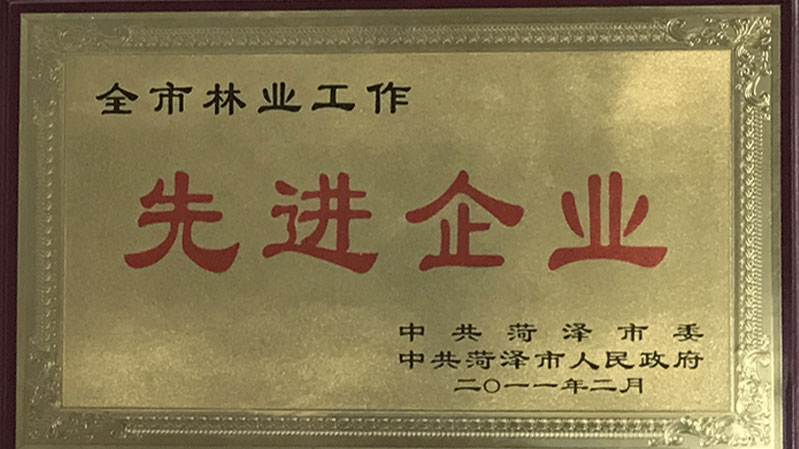 全市林业工作
先进企业
中共菏泽市委
中共菏泽市人民政府
二〇一一年二月